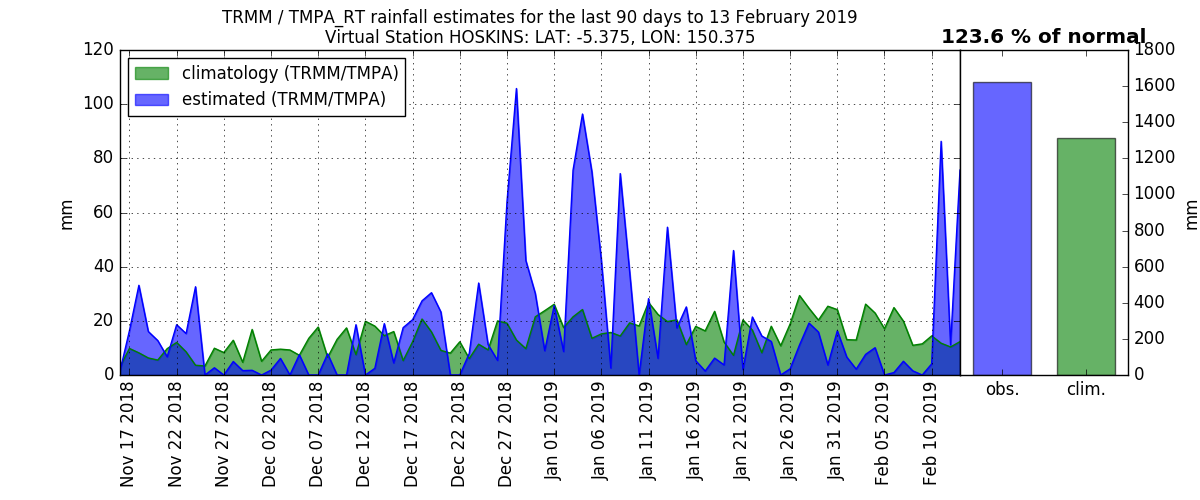 TRMM / TMPA_RT rainfall estimates for the last 90 days to 13 February 2019
Virtual Station HOSKINS: LAT: -5.375, LON: 150.375
123.6 % of normal
climatology (TRMM/TMPA)
estimated (TRMM/TMPA)
120
100
80
60
40
20
0
mm
Nov 17 2018
Nov 22 2018
Nov 27 2018
Dec 02 2018
Dec 07 2018
Dec 12 2018
Dec 17 2018
Dec 22 2018
Dec 27 2018
Jan 01 2019
Jan 06 2019
Jan 11 2019
Jan 16 2019
Jan 21 2019
Jan 26 2019
Jan 31 2019
Feb 05 2019
Feb 10 2019
obs.
clim.
1800
1600
1400
1200
1000
800
600
400
200
0
mm